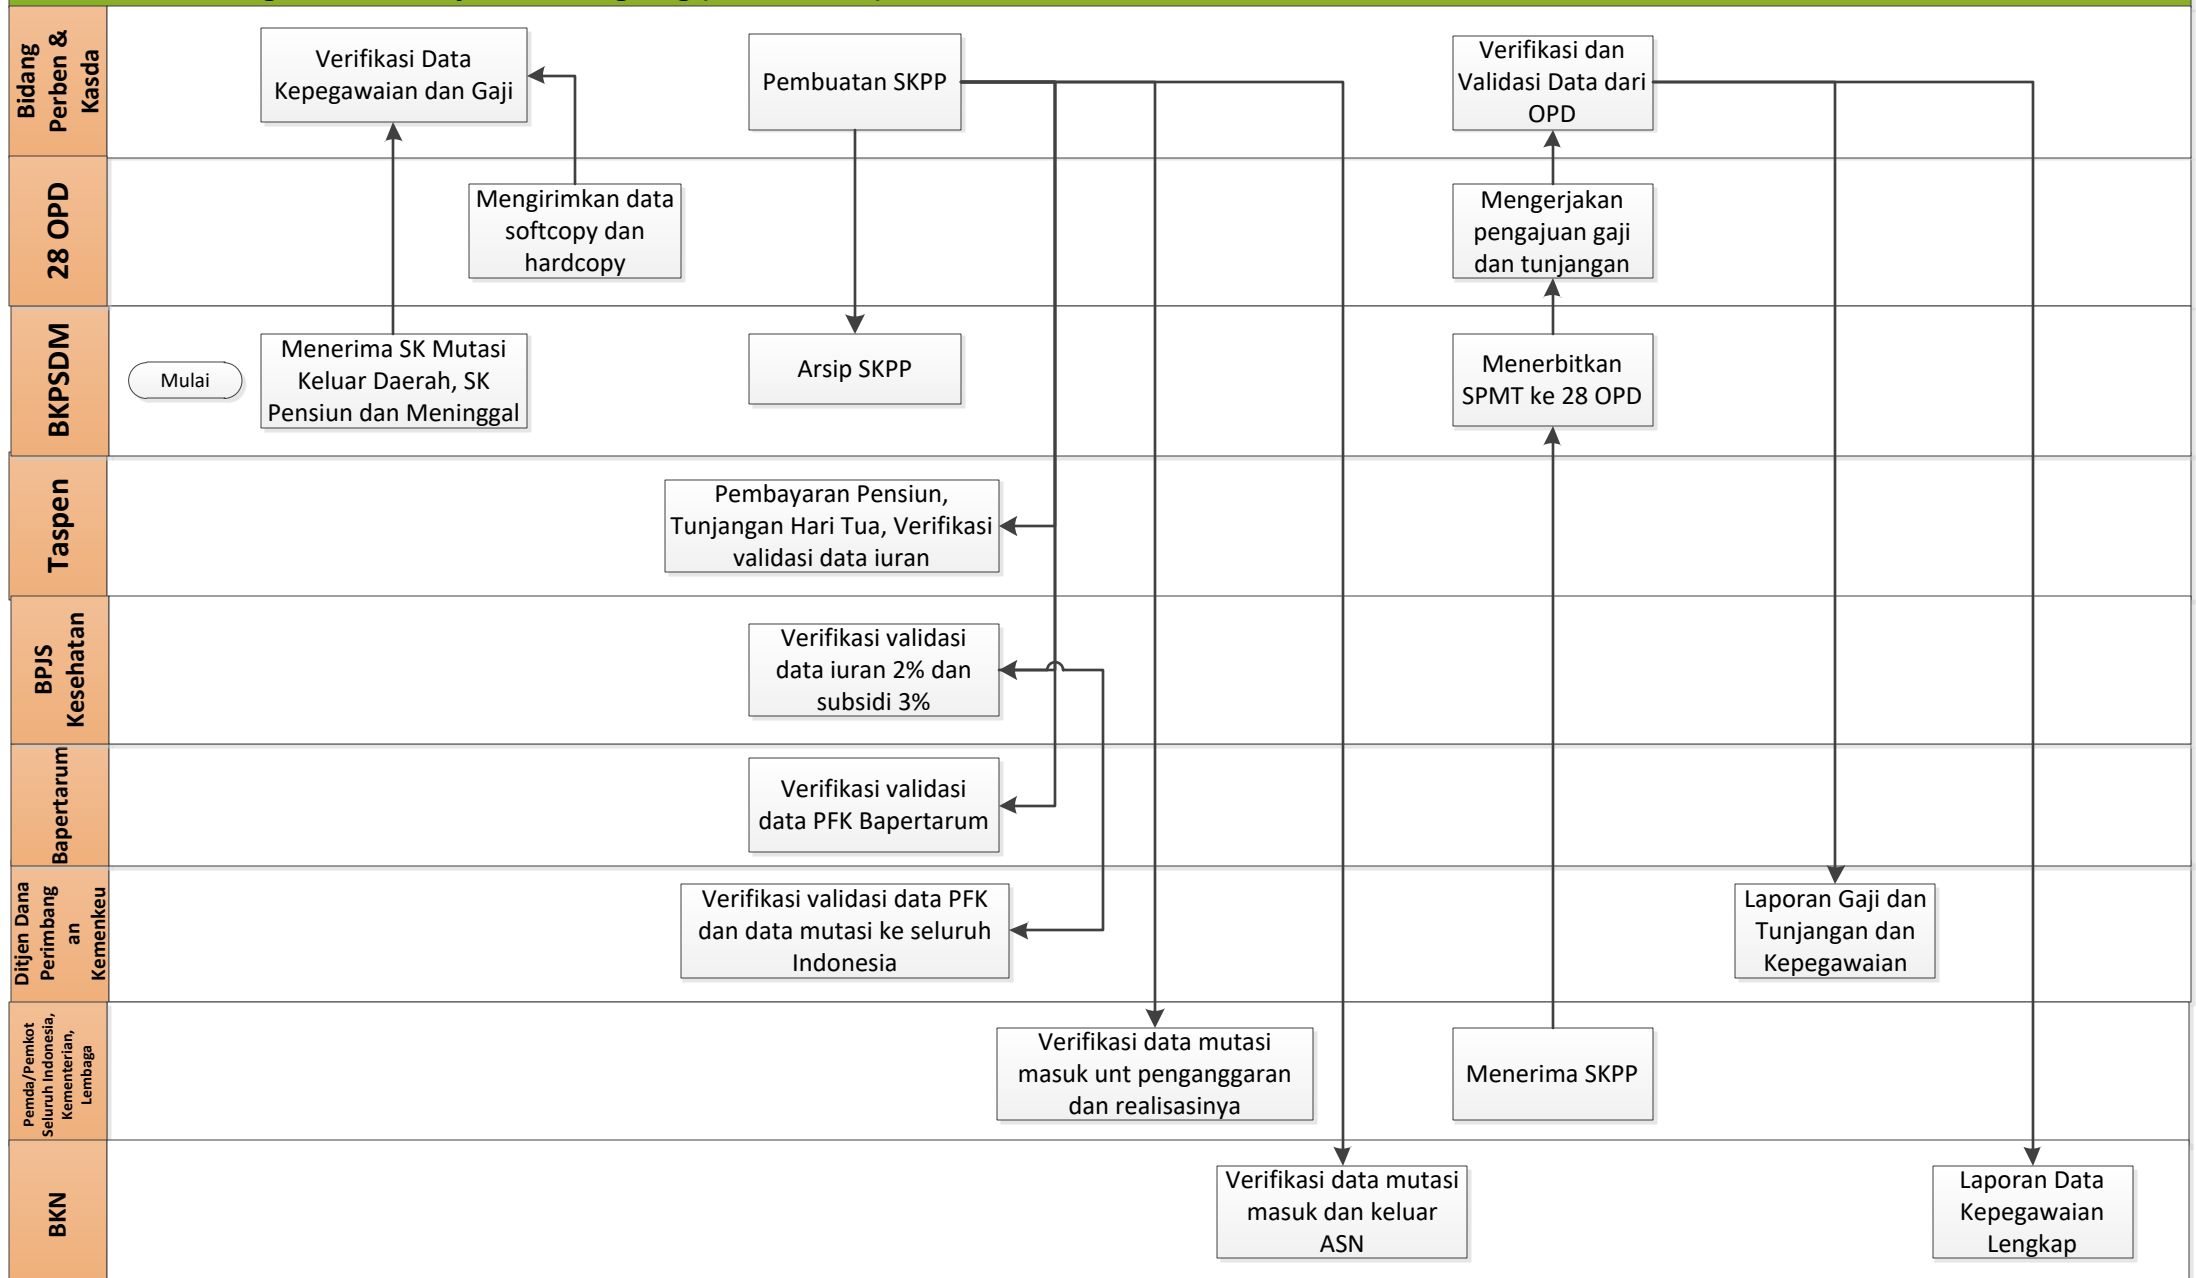 Bidang
Perben &
Kasda
Verifikasi Data
Kepegawaian dan Gaji
Pembuatan SKPP
Verifikasi dan
Validasi Data dari
OPD
28 OPD
Mengirimkan data
softcopy dan
hardcopy
Mengerjakan
pengajuan gaji
dan tunjangan
BKPSDM
Mulai
Menerima SK Mutasi
Keluar Daerah, SK
Pensiun dan Meninggal
Arsip SKPP
Menerbitkan
SPMT ke 28 OPD
Taspen
Pembayaran Pensiun,
Tunjangan Hari Tua, Verifikasi
validasi data iuran
BPJS
Kesehatan
Verifikasi validasi
data iuran 2% dan
subsidi 3%
Bapertarum
Verifikasi validasi
data PFK Bapertarum
Ditjen Dana
Perimbang
an
Kemenkeu
Verifikasi validasi data PFK
dan data mutasi ke seluruh
Indonesia
Laporan Gaji dan
Tunjangan dan
Kepegawaian
Pemda/Pemkot
Seluruh Indonesia,
Kementerian,
Lembaga
Verifikasi data mutasi
masuk unt penganggaran
dan realisasinya
Menerima SKPP
BKN
Verifikasi data mutasi
masuk dan keluar
ASN
Laporan Data
Kepegawaian
Lengkap